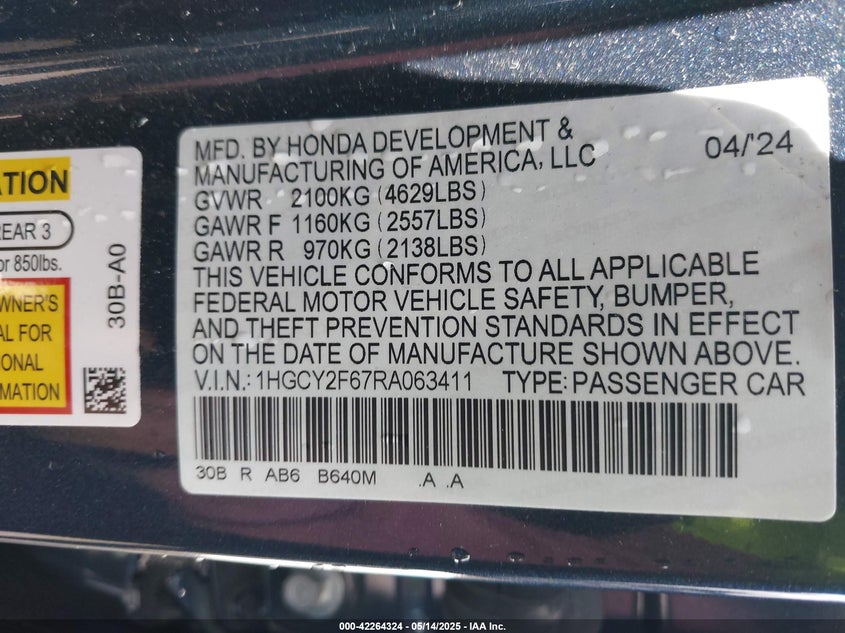 ATION
REAR 3
or 850lbs.
OWNER'S
AL FOR
ONAL
MATION
30B-A0
MFD. BY HONDA DEVELOPMENT & 04/'24
MANUFACTURING OF AMERICA, LLC
GVWR 2100KG (4629LBS)
GAWR F 1160KG (2557LBS)
GAWR R 970KG (2138LBS)
THIS VEHICLE CONFORMS TO ALL APPLICABLE
FEDERAL MOTOR VEHICLE SAFETY, BUMPER,
AND THEFT PREVENTION STANDARDS IN EFFECT
ON THE DATE OF MANUFACTURE SHOWN ABOVE.
V.I.N.: 1HGCY2F67RA063411 TYPE: PASSENGER CAR
30B R AB6 B640M .A .A
000-42264324 - 05/14/2025 - IAA Inc.